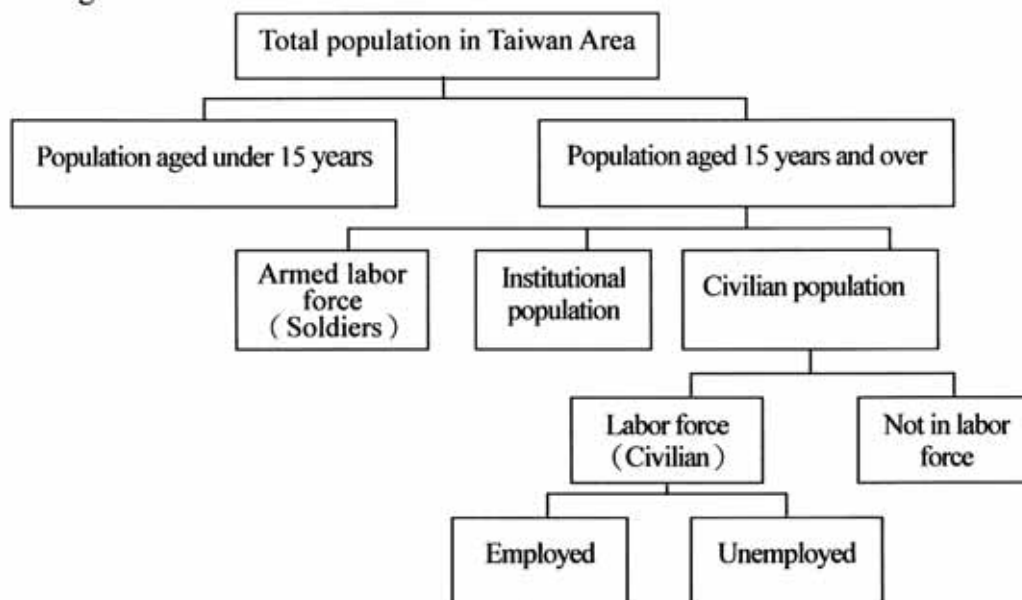 Total population in Taiwan Area
Population aged under 15 years
Population aged 15 years and over
Armed labor
force
（Soldiers）
Institutional
population
Civilian population
Labor force
（Civilian）
Not in labor
force
Employed
Unemployed